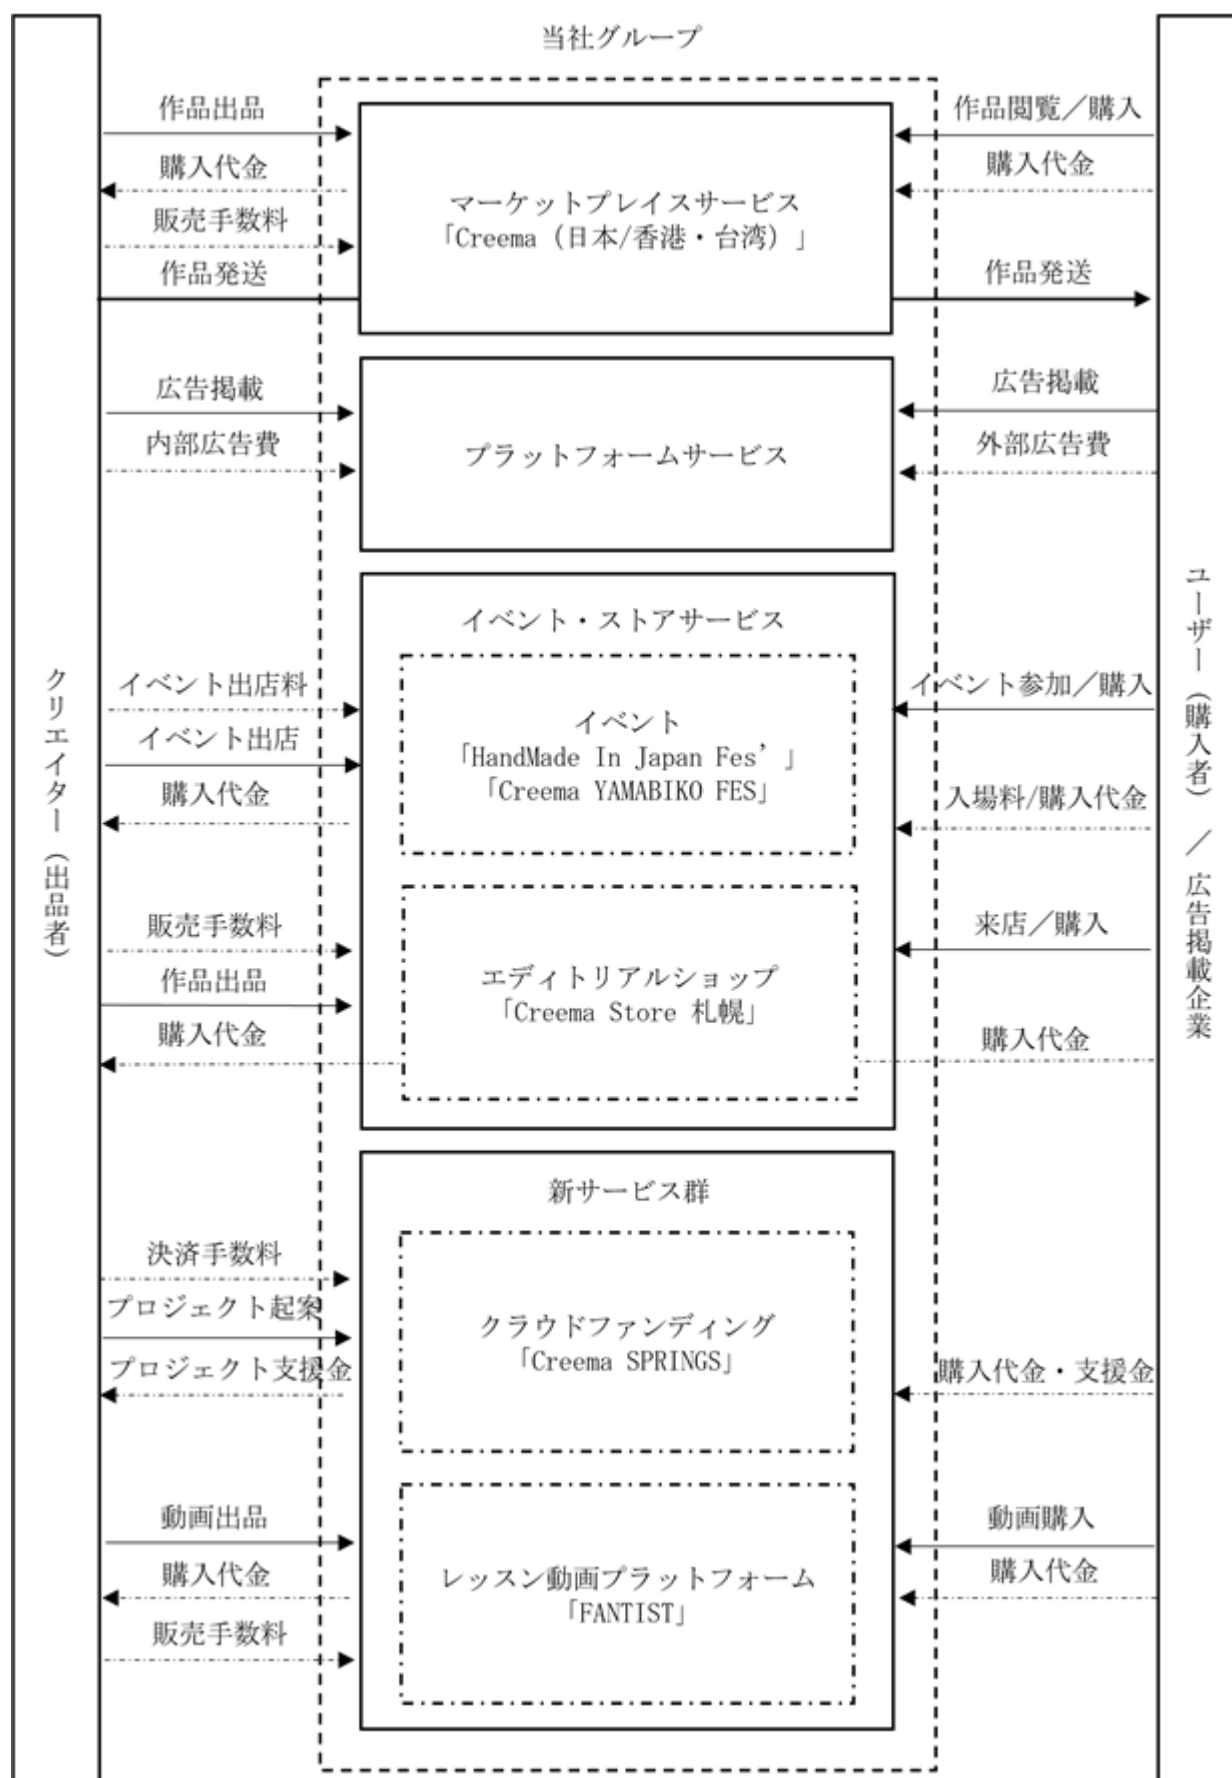 当社グループ
クリエイター（出品者）
ユーザー（購入者）／広告掲載企業
作品出品
購入代金
販売手数料
作品発送
マーケットプレイスサービス
「Creema（日本/香港・台湾）」
作品閲覧／購入
購入代金
作品発送
広告掲載
内部広告費
プラットフォームサービス
広告掲載
外部広告費
イベント・ストアサービス
イベント出店料
イベント出店
購入代金
イベント
「HandMade In Japan Fes’」
「Creema YAMABIKO FES」
イベント参加／購入
入場料/購入代金
販売手数料
作品出品
購入代金
エディトリアルショップ
「Creema Store 札幌」
来店／購入
購入代金
新サービス群
決済手数料
プロジェクト起案
プロジェクト支援金
クラウドファンディング
「Creema SPRINGS」
購入代金・支援金
動画出品
購入代金
販売手数料
レッスン動画プラットフォーム
「FANTIST」
動画購入
購入代金